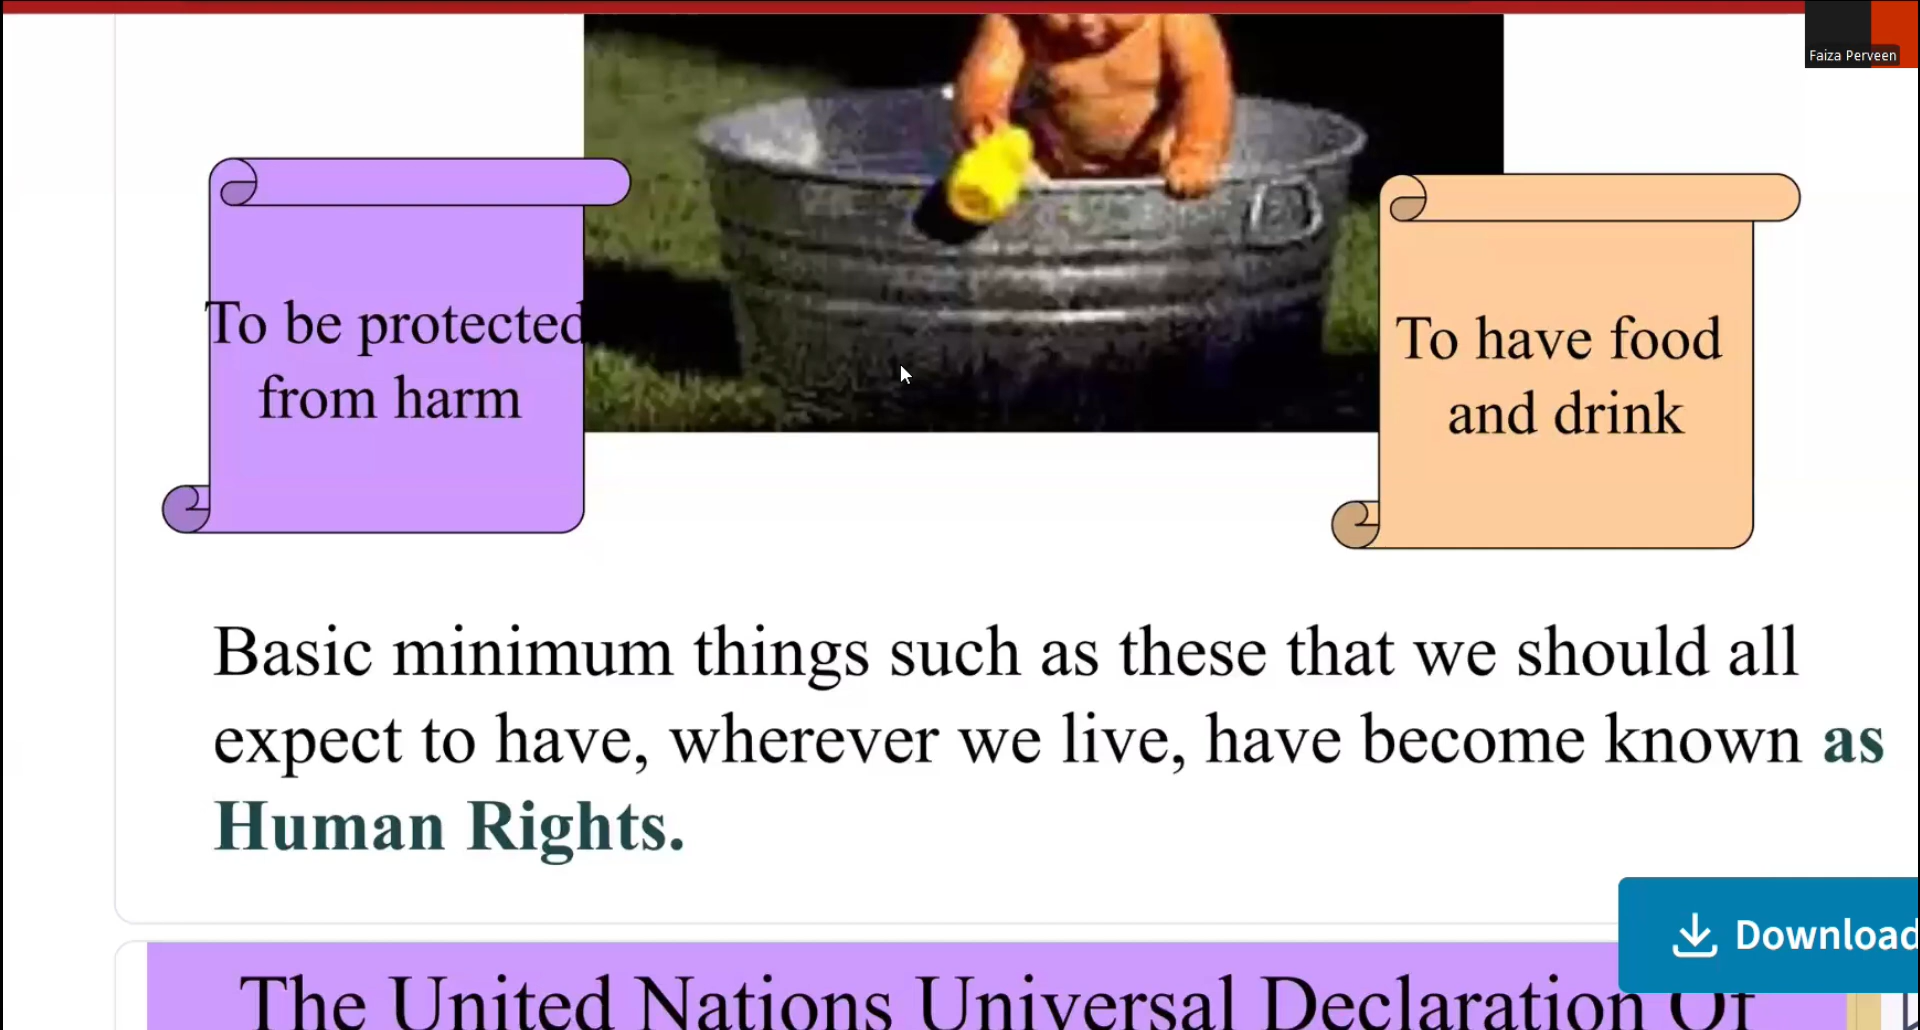 Faiza Perveen
To be protected
from harm
To have food
and drink
Basic minimum things such as these that we should all
expect to have, wherever we live, have become known as
Human Rights.
Download
The United Nations Universal Declaration Of